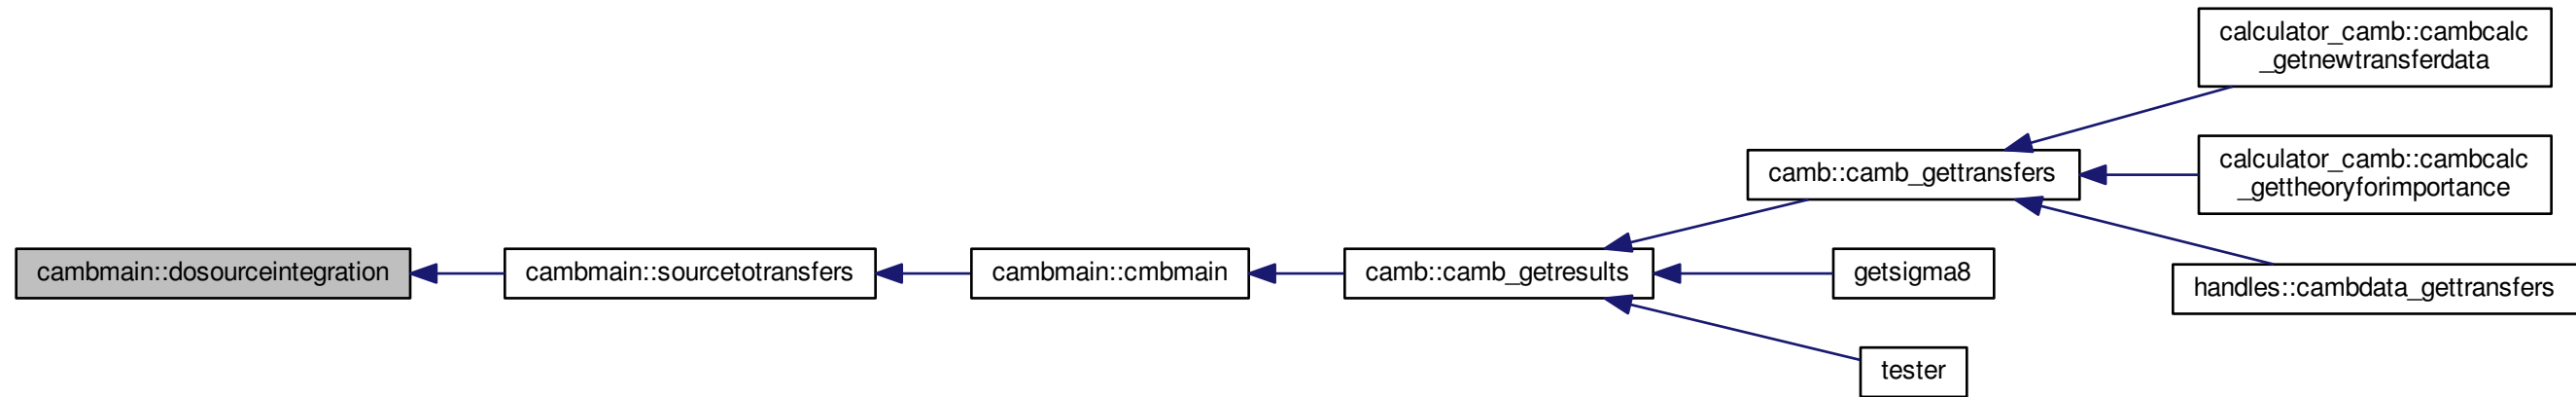 calculator_camb::cambcalc
_getnewtransferdata
calculator_camb::cambcalc
_gettheoryforimportance
camb::camb_gettransfers
handles::cambdata_gettransfers
cambmain::dosourceintegration
cambmain::sourcetotransfers
cambmain::cmbmain
camb::camb_getresults
getsigma8
tester